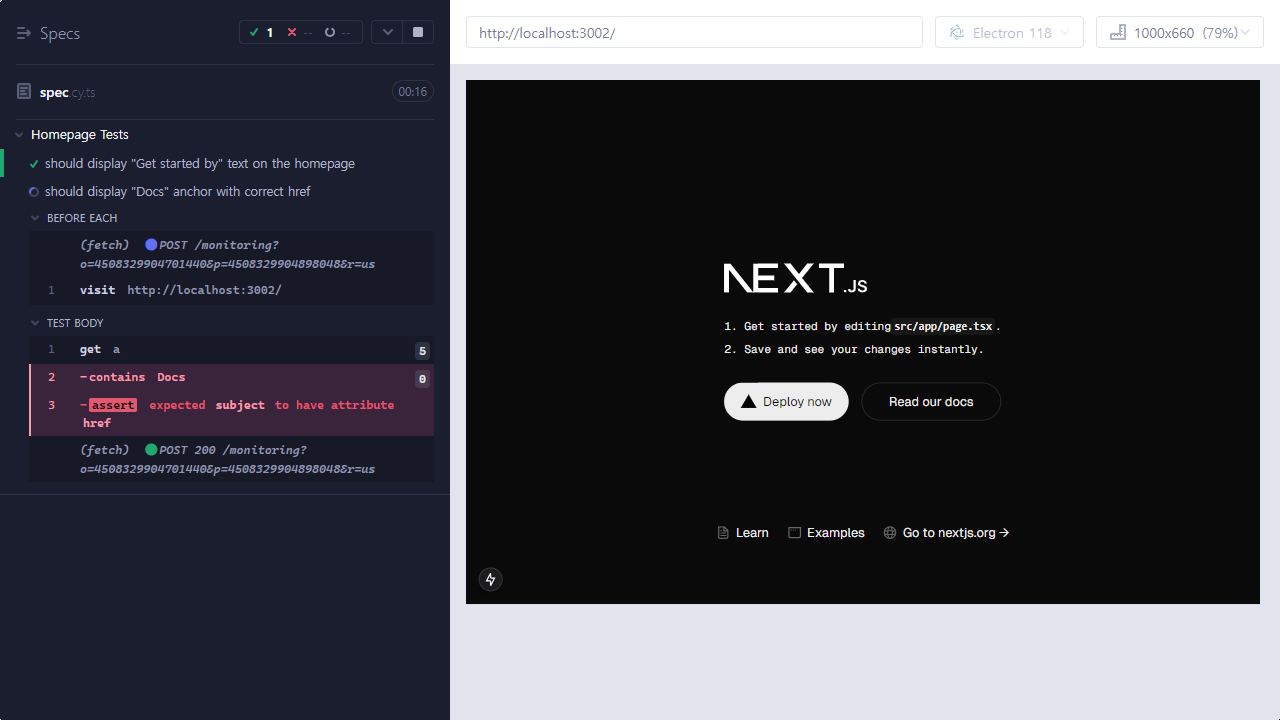 Specs
1 -- --
spec.cy.ts
00:16
Homepage Tests
should display "Get started by" text on the homepage
should display "Docs" anchor with correct href
BEFORE EACH
(fetch) POST /monitoring?
o=4508329904701440&p=4508329904898048&r=us
1 visit http://localhost:3002/
TEST BODY
1 get a 5
2 -contains Docs 0
3 -assert expected subject to have attribute
href
(fetch) POST 200 /monitoring?
o=4508329904701440&p=4508329904898048&r=us
http://localhost:3002/
Electron 118
1000x660 (79%)
NEXT.JS
1. Get started by editing src/app/page.tsx.
2. Save and see your changes instantly.
Deploy now
Read our docs
Learn
Examples
Go to nextjs.org →